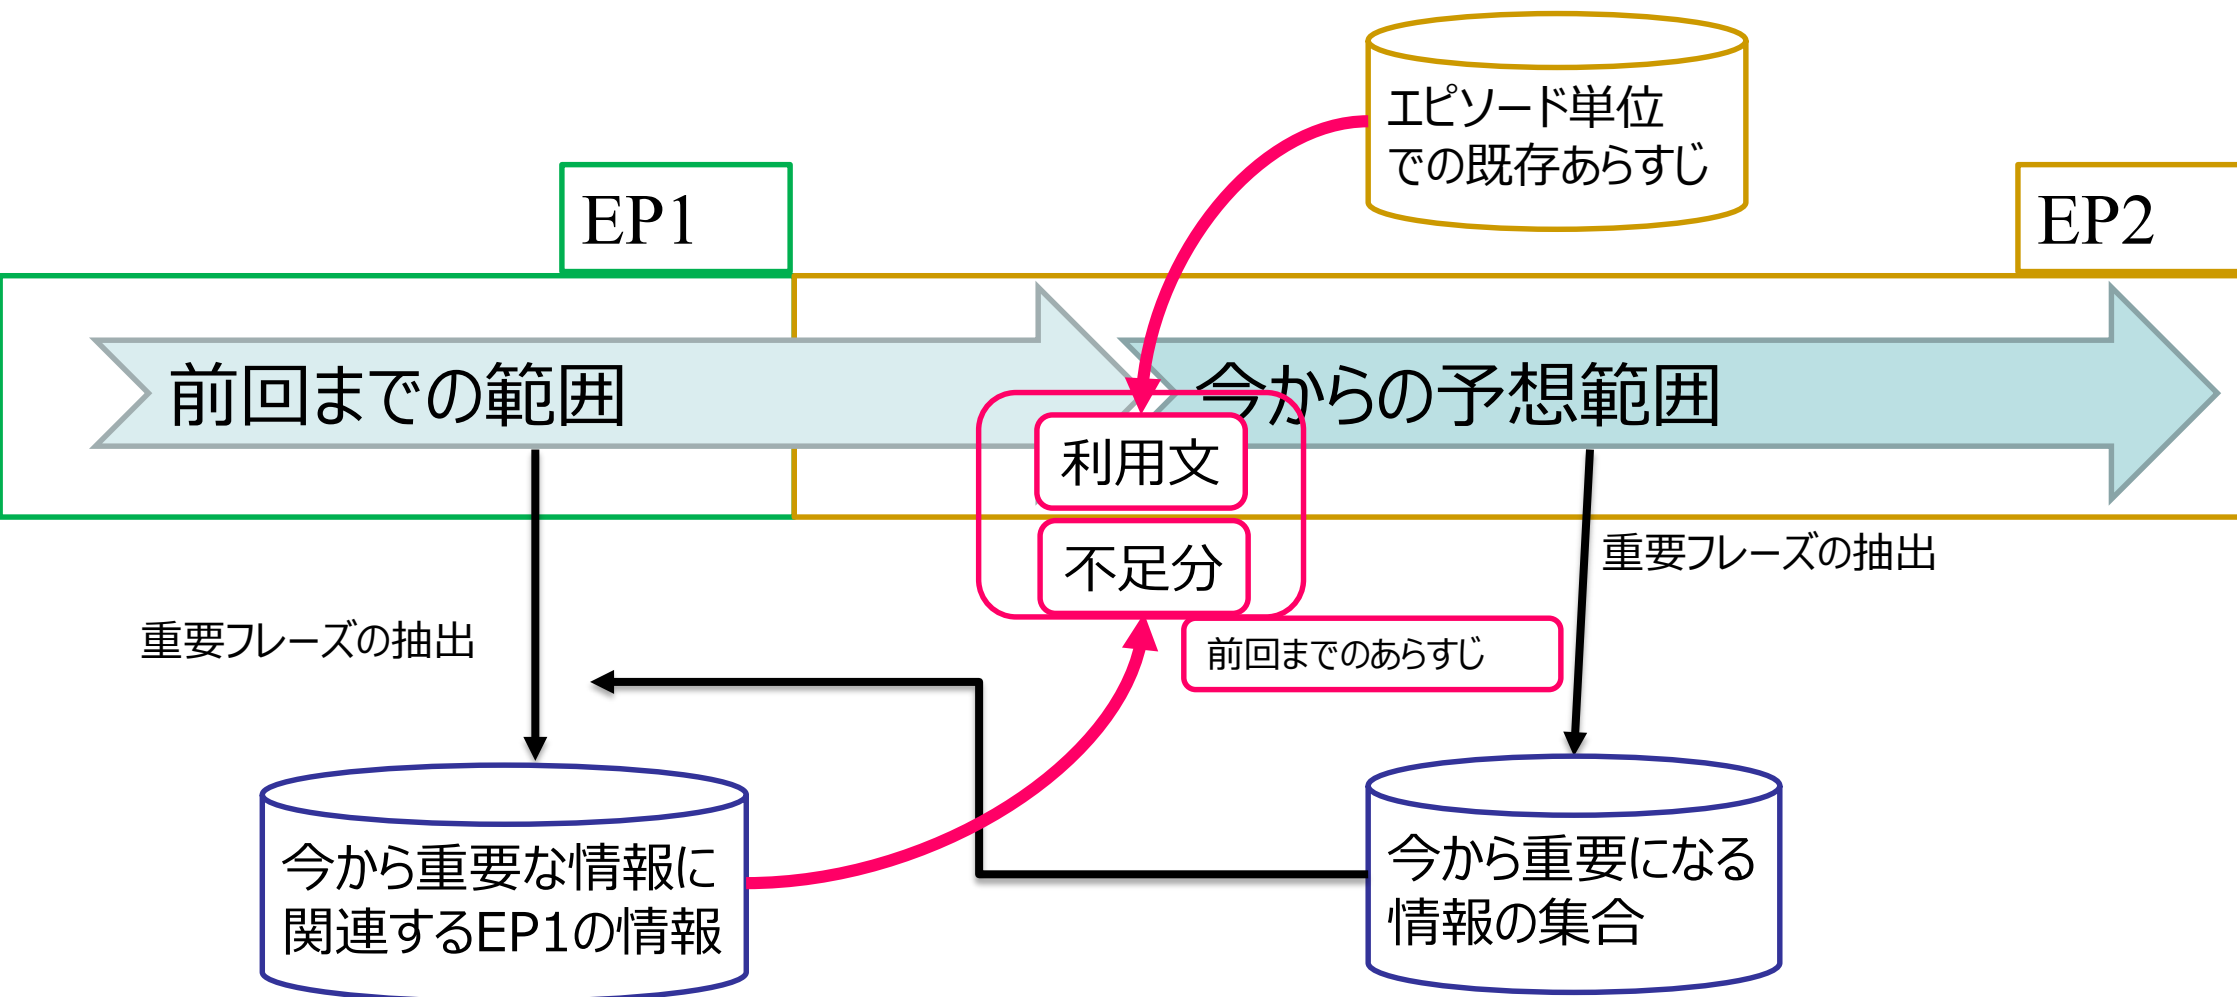 エピソード単位
での既存あらすじ
EP1
EP2
前回までの範囲
今からの予想範囲
利用文
不足分
重要フレーズの抽出
重要フレーズの抽出
前回までのあらすじ
今から重要な情報に
関連するEP1の情報
今から重要になる
情報の集合